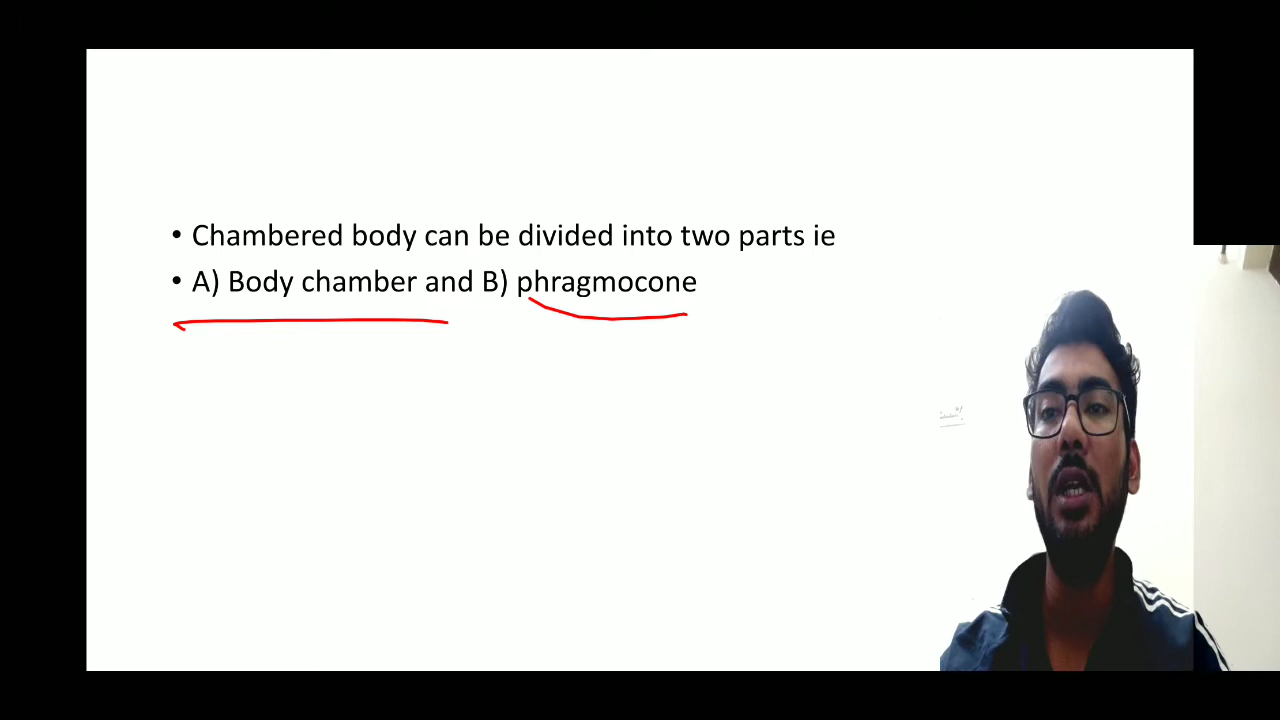 • Chambered body can be divided into two parts ie
• A) Body chamber and B) phragmocone